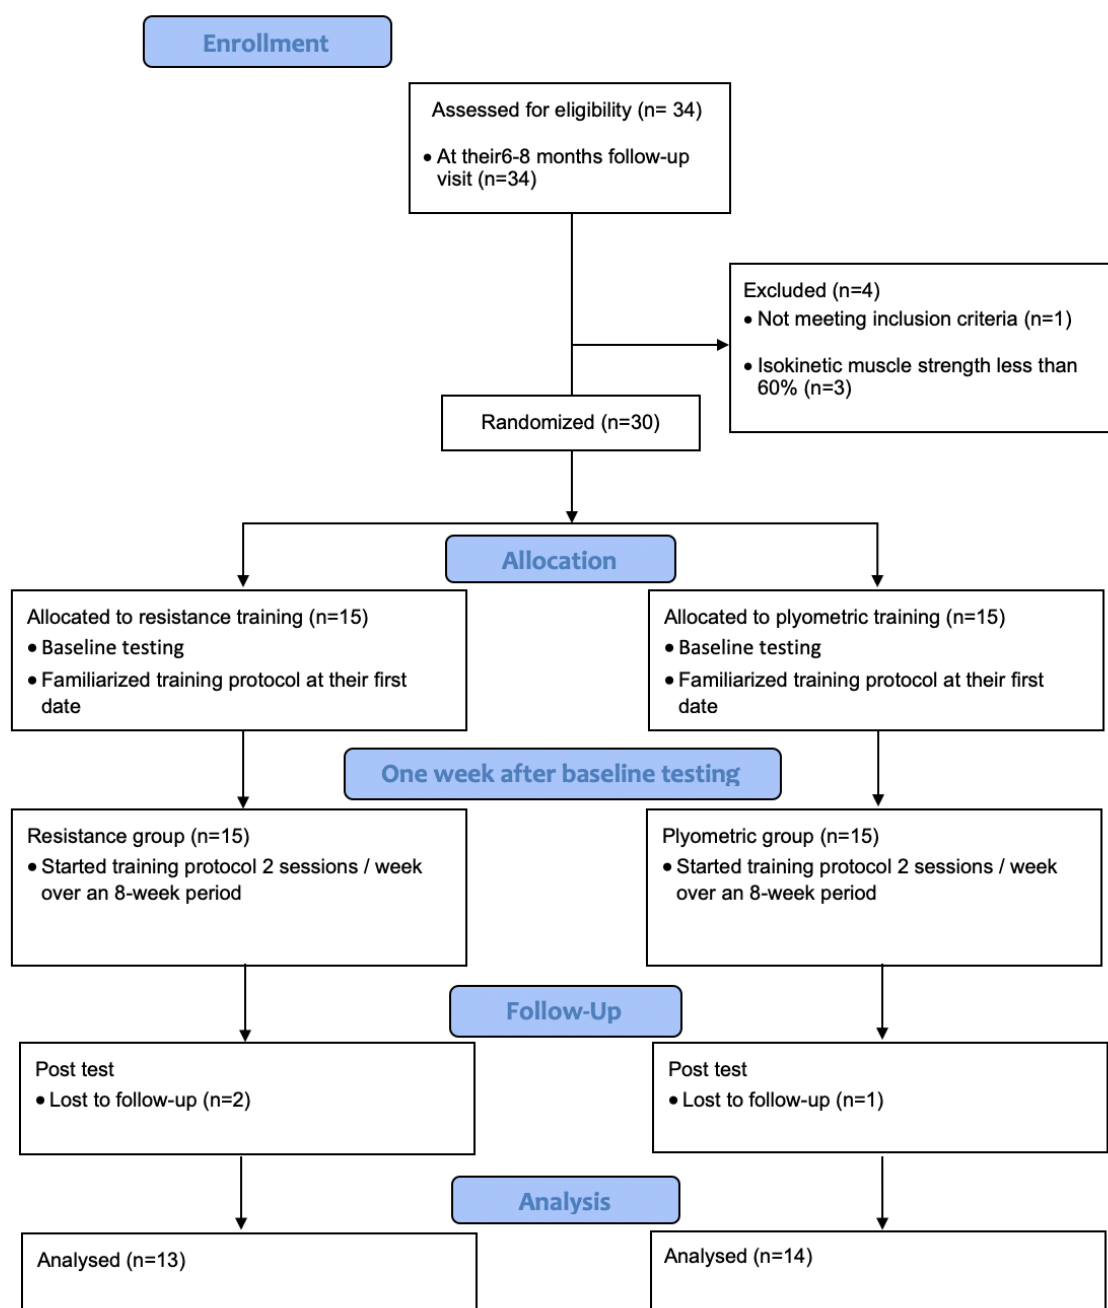 Enrollment
Assessed for eligibility (n= 34)
• At their6-8 months follow-up
visit (n=34)
Excluded (n=4)
• Not meeting inclusion criteria (n=1)
• Isokinetic muscle strength less than
60% (n=3)
Randomized (n=30)
Allocation
Allocated to resistance training (n=15)
• Baseline testing
• Familiarized training protocol at their first
date
Allocated to plyometric training (n=15)
• Baseline testing
• Familiarized training protocol at their first
date
One week after baseline testing
Resistance group (n=15)
• Started training protocol 2 sessions / week
over an 8-week period
Plyometric group (n=15)
• Started training protocol 2 sessions / week
over an 8-week period
Follow-Up
Post test
• Lost to follow-up (n=2)
Post test
• Lost to follow-up (n=1)
Analysis
Analysed (n=13)
Analysed (n=14)